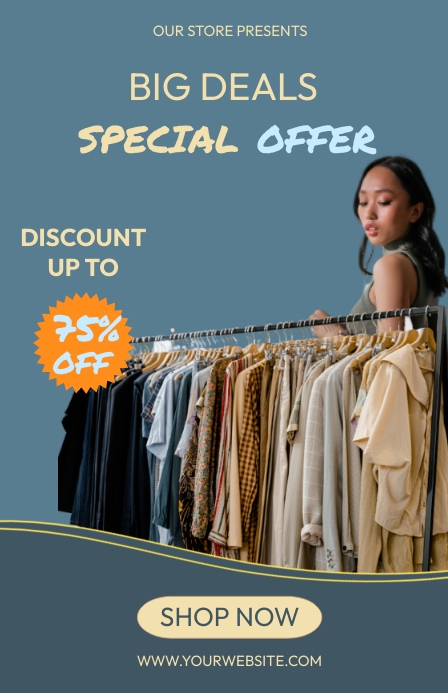 OUR STORE PRESENTS
BIG DEALS
SPECIAL OFFER
DISCOUNT
UP TO
75%
OFF
SHOP NOW
WWW.YOURWEBSITE.COM